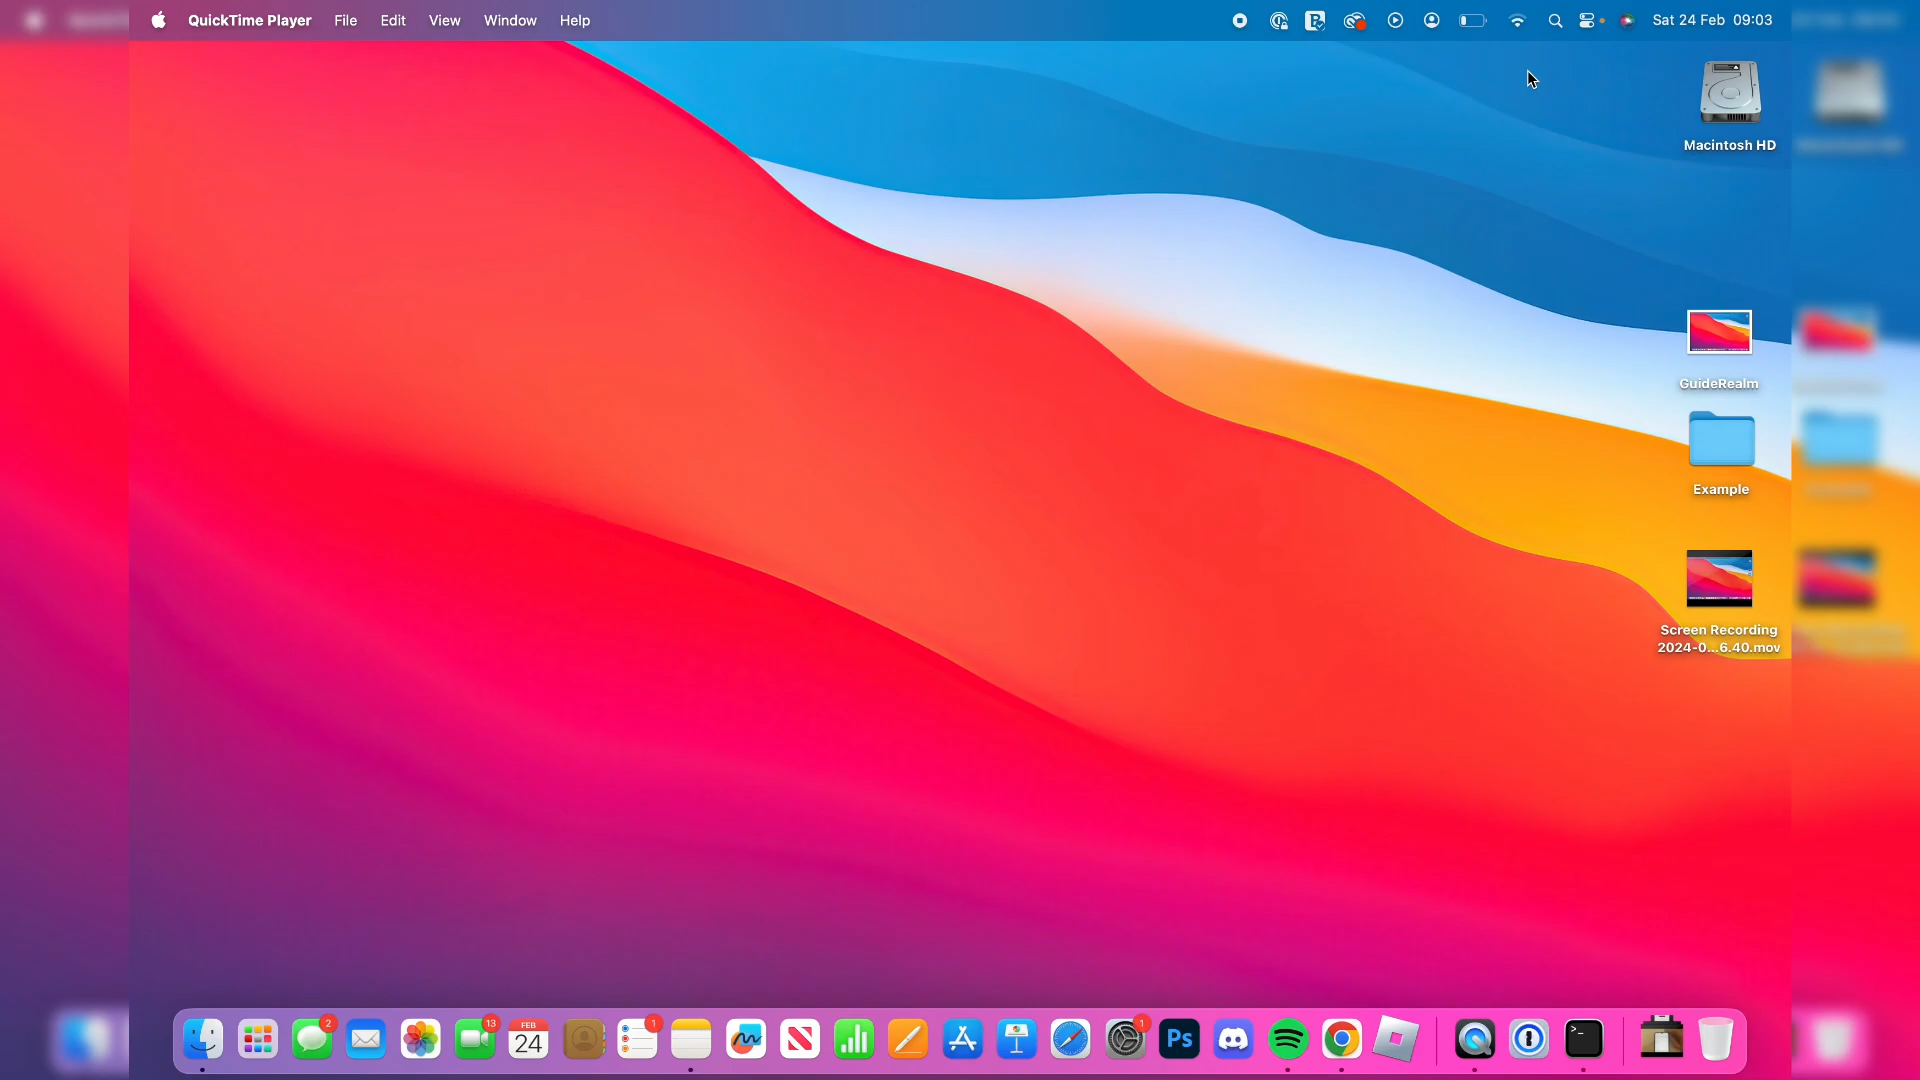 QuickTime Player File Edit View Window Help Sat 24 Feb 09:03
Macintosh HD
GuideRealm
Example
Screen Recording
2024-0...6.40.mov
2
13
FEB
24
1
1
Ps
>_